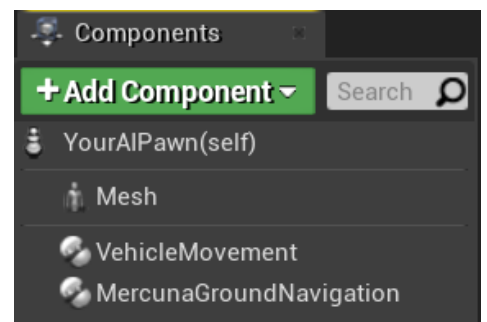 Components
+Add Component
Search
YourAIPawn(self)
Mesh
VehicleMovement
MercunaGroundNavigation